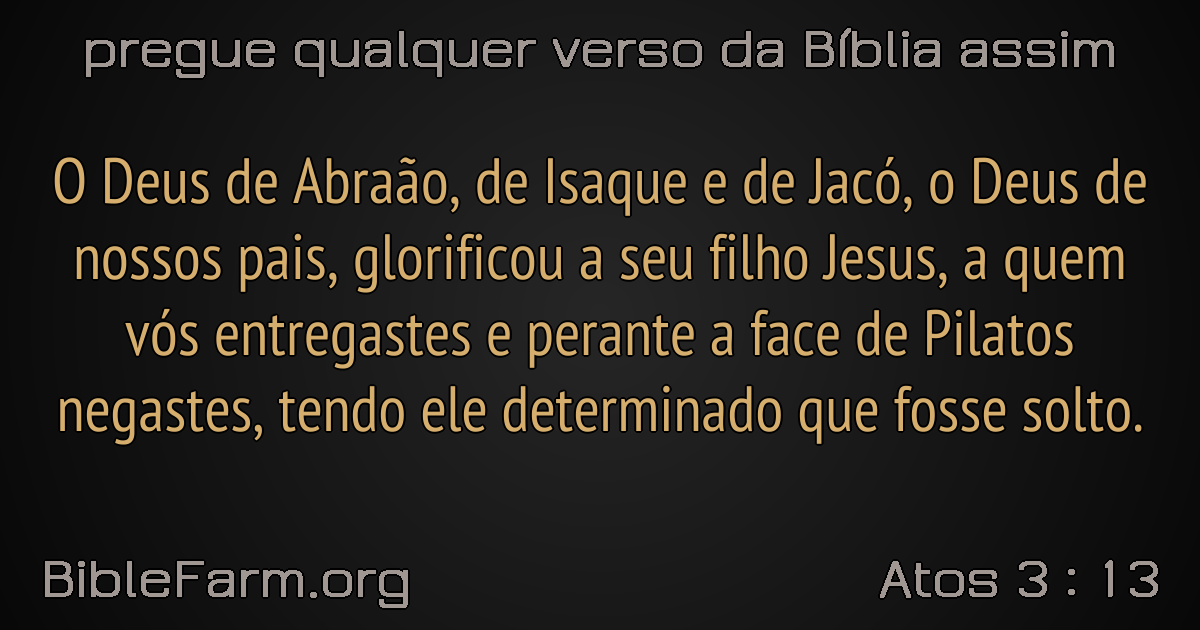 pregue qualquer verso da Bíblia assim
O Deus de Abraão, de Isaque e de Jacó, o Deus de
nossos pais, glorificou a seu filho Jesus, a quem
vós entregastes e perante a face de Pilatos
negastes, tendo ele determinado que fosse solto.
BibleFarm.org
Atos 3 : 13